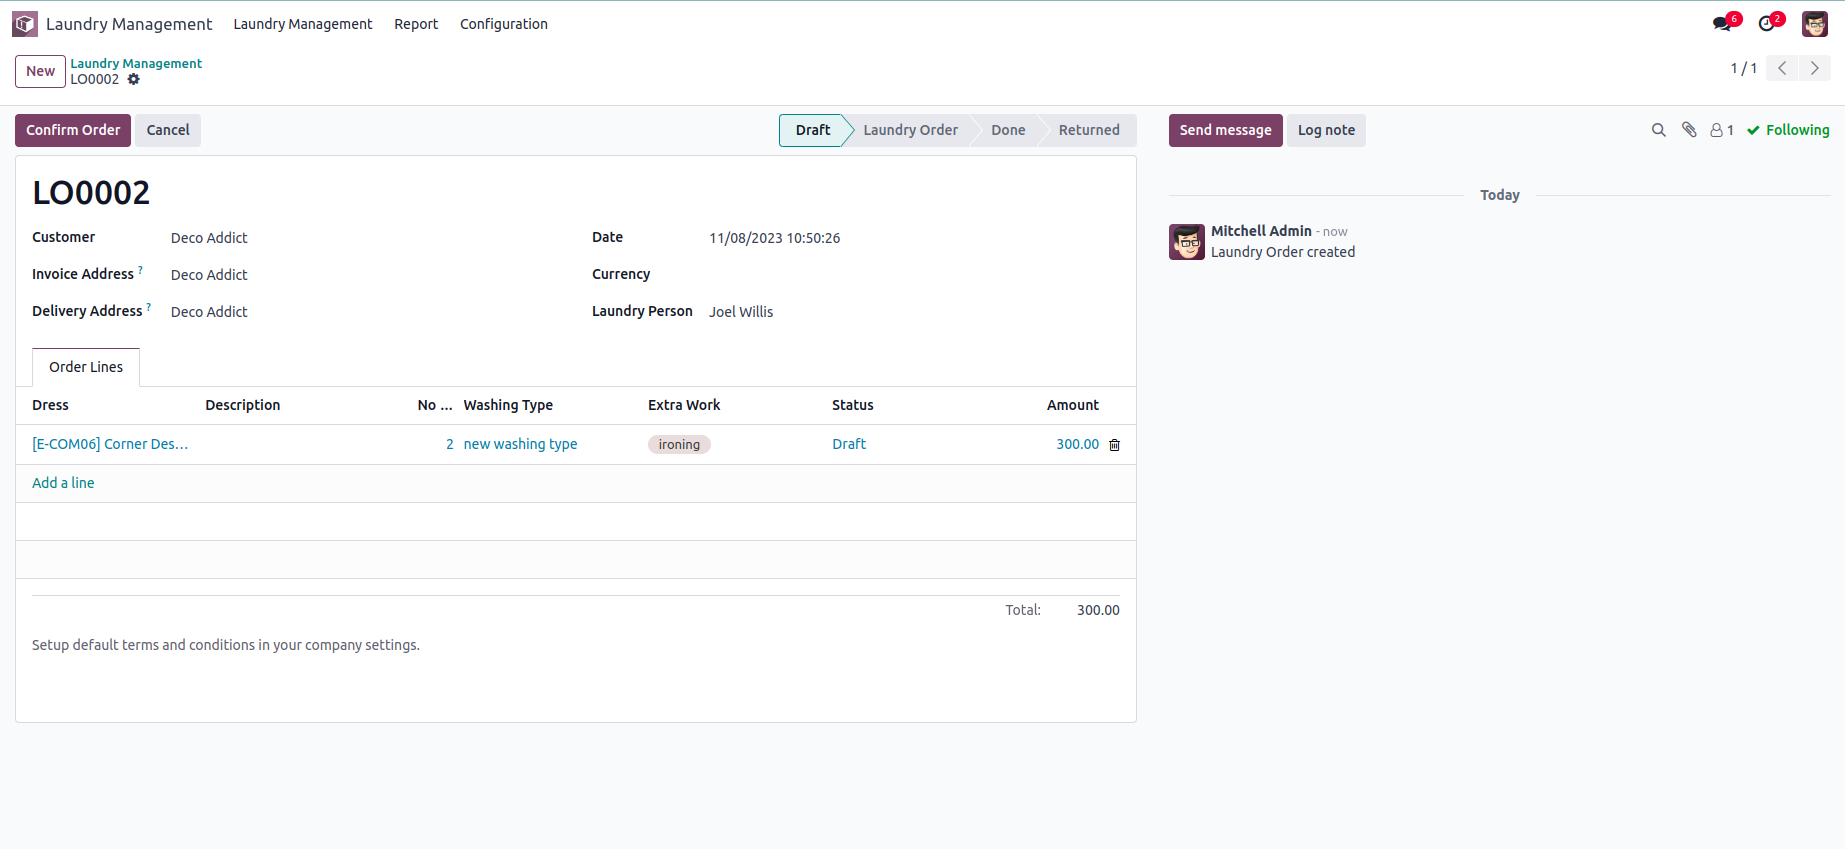 Laundry Management Laundry Management Report Configuration 6 2
New Laundry Management
LO0002 1 / 1
Confirm Order Cancel Draft Laundry Order Done Returned Send message Log note 1 Following
LO0002
Today
Customer Deco Addict Date 11/08/2023 10:50:26
Mitchell Admin - now
Laundry Order created
Invoice Address ? Deco Addict Currency
Delivery Address ? Deco Addict Laundry Person Joel Willis
Order Lines
Dress Description No ... Washing Type Extra Work Status Amount
[E-COM06] Corner Des... 2 new washing type ironing Draft 300.00
Add a line
Total: 300.00
Setup default terms and conditions in your company settings.